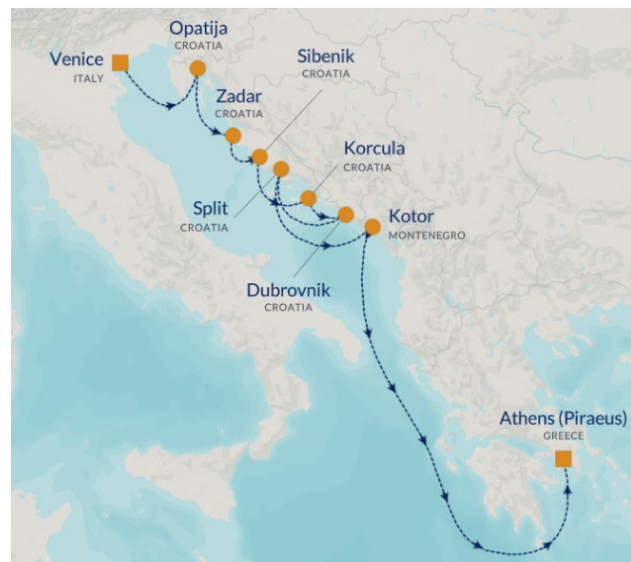 Opatija
CROATIA
Venice
ITALY
Sibenik
CROATIA
Zadar
CROATIA
Korcula
CROATIA
Split
CROATIA
Kotor
MONTENEGRO
Dubrovnik
CROATIA
Athens (Piraeus)
GREECE